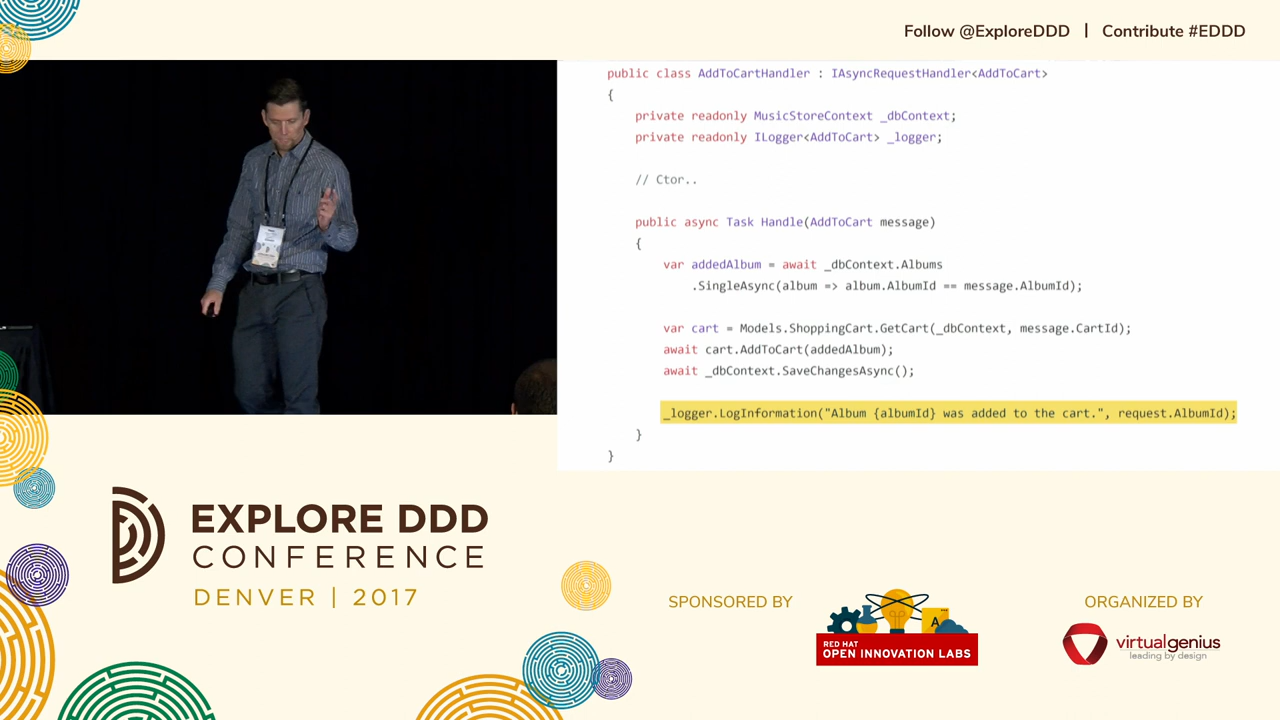 Follow @ExploreDDD | Contribute #EDDD
public class AddToCartHandler : IAsyncRequestHandler<AddToCart>
{
private readonly MusicStoreContext _dbContext;
private readonly ILogger<AddToCart> _logger;
// Ctor..
public async Task Handle(AddToCart message)
{
var addedAlbum = await _dbContext.Albums
.SingleAsync(album => album.AlbumId == message.AlbumId);
var cart = Models.ShoppingCart.GetCart(_dbContext, message.CartId);
await cart.AddToCart(addedAlbum);
await _dbContext.SaveChangesAsync();
_logger.LogInformation("Album {albumId} was added to the cart.", request.AlbumId);
}
}
EXPLORE DDD
CONFERENCE
DENVER | 2017
SPONSORED BY
A
RED HAT
OPEN INNOVATION LABS
ORGANIZED BY
virtualgenius
leading by design